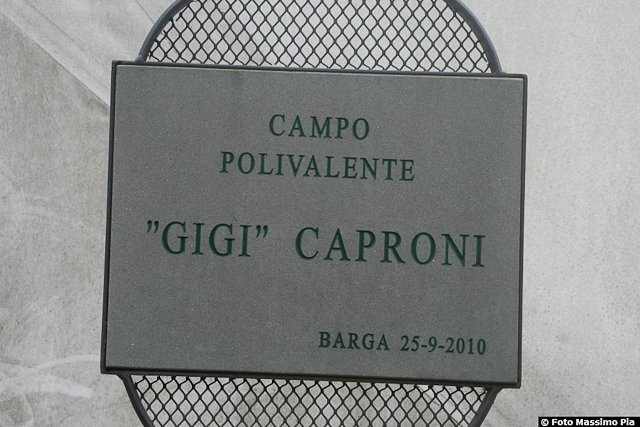 CAMPO
POLIVALENTE
"GIGI" CAPRONI
BARGA 25-9-2010
© Foto Massimo Pia